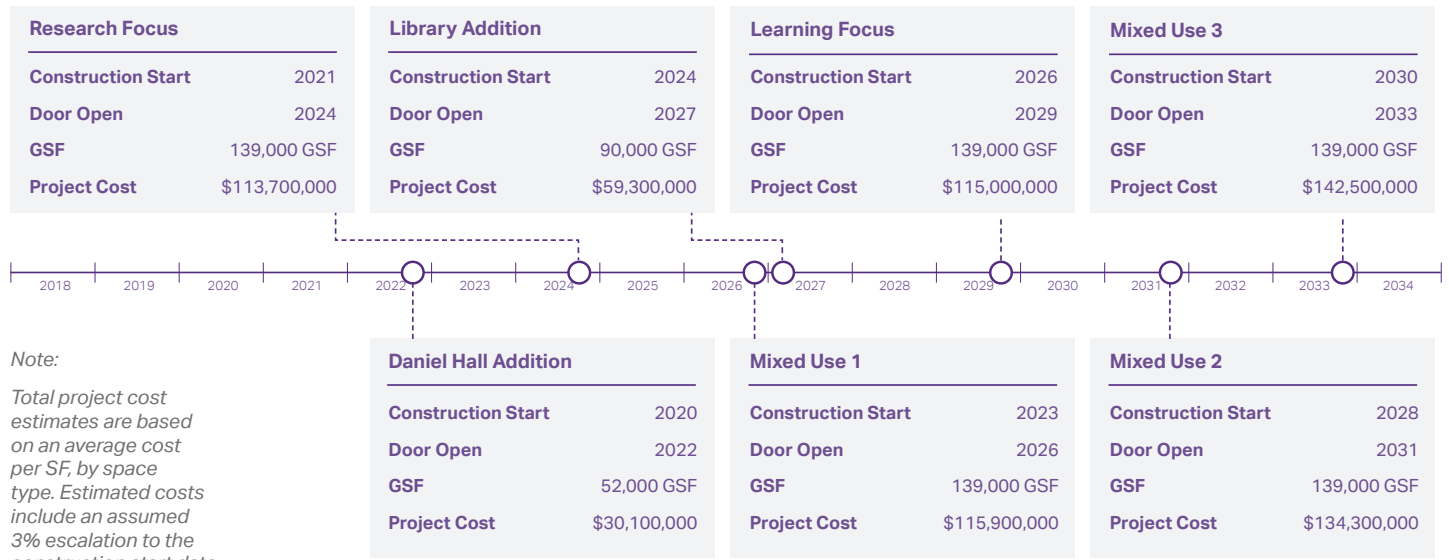 Research Focus
Construction Start 2021
Door Open 2024
GSF 139,000 GSF
Project Cost $113,700,000
Library Addition
Construction Start 2024
Door Open 2027
GSF 90,000 GSF
Project Cost $59,300,000
Learning Focus
Construction Start 2026
Door Open 2029
GSF 139,000 GSF
Project Cost $115,000,000
Mixed Use 3
Construction Start 2030
Door Open 2033
GSF 139,000 GSF
Project Cost $142,500,000
2018 2019 2020 2021 2022 2023 2024 2025 2026 2027 2028 2029 2030 2031 2032 2033 2034
Note:
Total project cost
estimates are based
on an average cost
per SF, by space
type. Estimated costs
include an assumed
3% escalation to the
construction start date
Daniel Hall Addition
Construction Start 2020
Door Open 2022
GSF 52,000 GSF
Project Cost $30,100,000
Mixed Use 1
Construction Start 2023
Door Open 2026
GSF 139,000 GSF
Project Cost $115,900,000
Mixed Use 2
Construction Start 2028
Door Open 2031
GSF 139,000 GSF
Project Cost $134,300,000